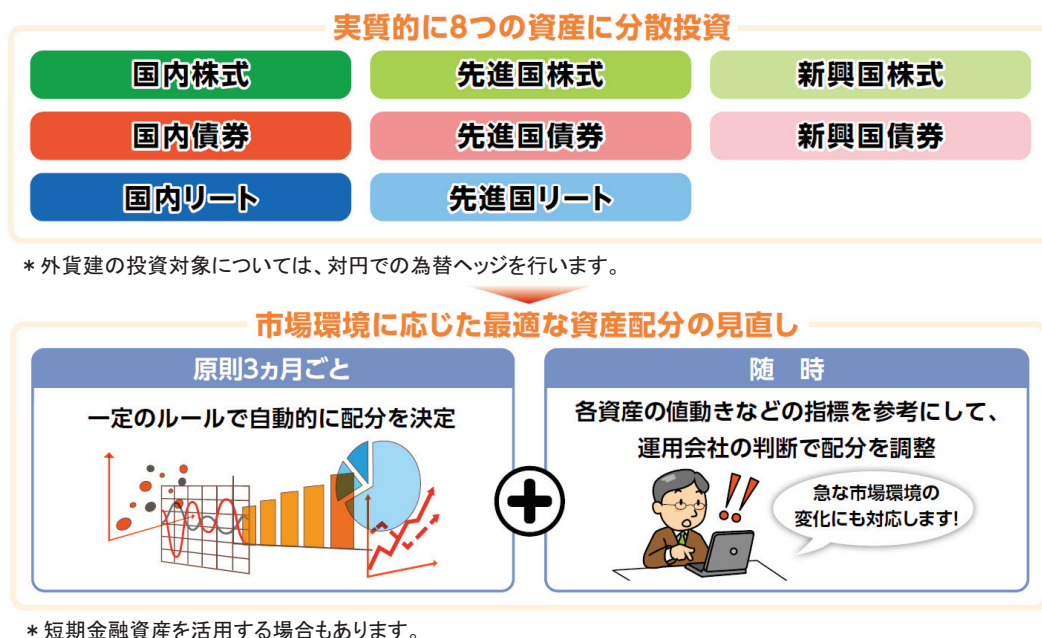 実質的に8つの資産に分散投資
国内株式 先進国株式 新興国株式
国内債券 先進国債券 新興国債券
国内リート 先進国リート
＊外貨建の投資対象については、対円での為替ヘッジを行います。
市場環境に応じた最適な資産配分の見直し
原則3ヵ月ごと
一定のルールで自動的に配分を決定
随 時
各資産の値動きなどの指標を参考にして、
運用会社の判断で配分を調整
急な市場環境の
変化にも対応します!
＊短期金融資産を活用する場合もあります。